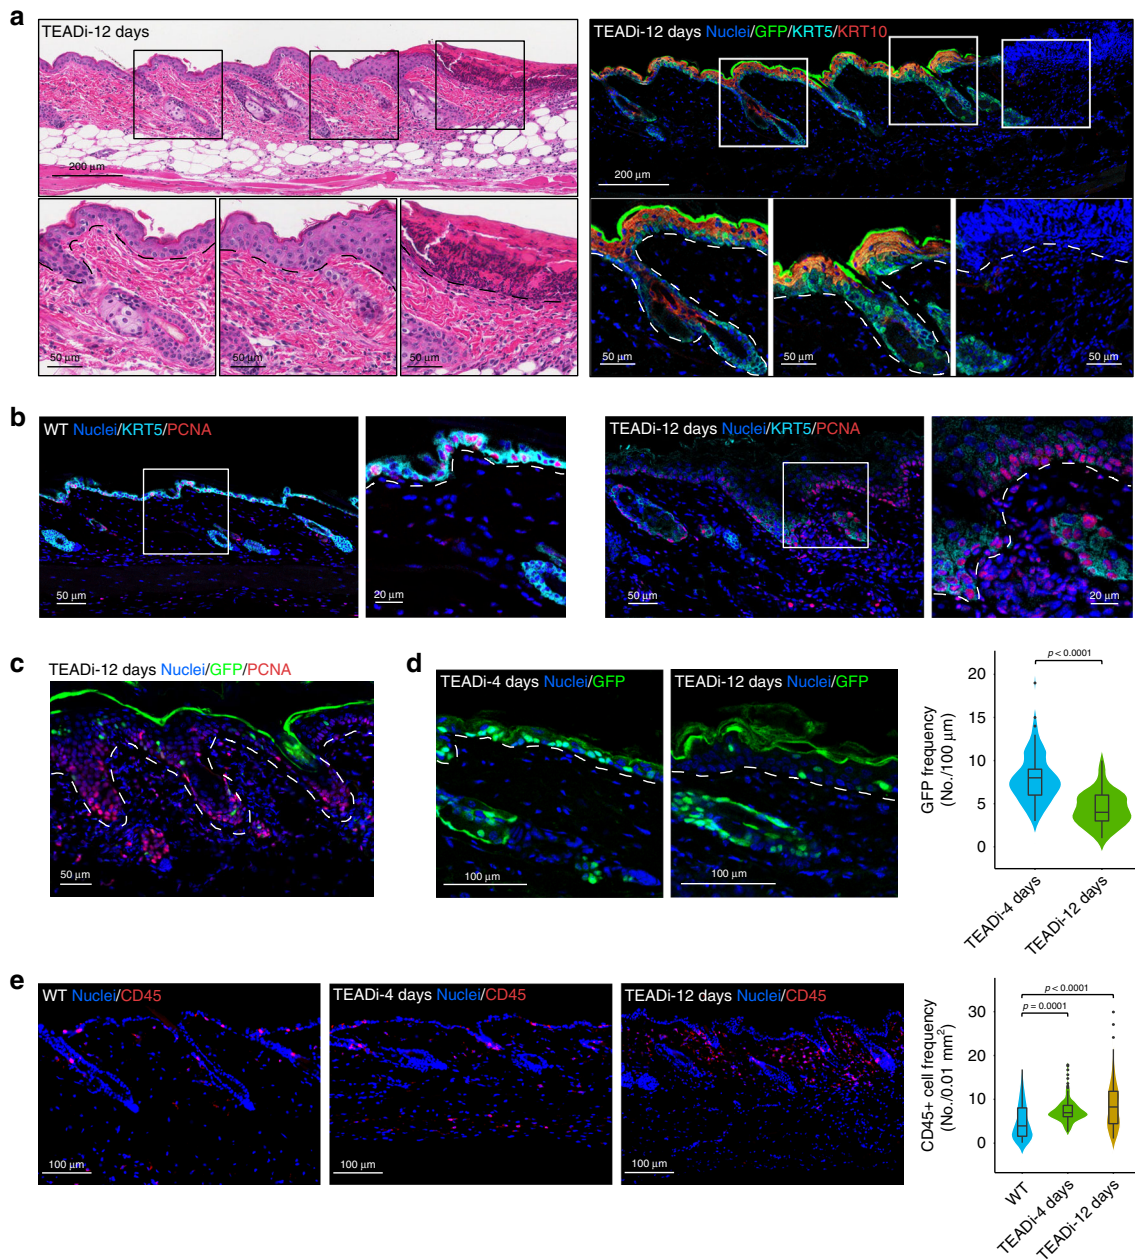 a
TEADi-12 days
200 μm
50 μm
50 μm
50 μm
TEADi-12 days Nuclei/GFP/KRT5/KRT10
200 μm
50 μm
50 μm
50 μm
b
WT Nuclei/KRT5/PCNA
50 μm
20 μm
TEADi-12 days Nuclei/KRT5/PCNA
50 μm
20 μm
c
TEADi-12 days Nuclei/GFP/PCNA
50 μm
d
TEADi-4 days Nuclei/GFP
100 μm
TEADi-12 days Nuclei/GFP
100 μm
p < 0.0001
GFP frequency
(No./100 μm)
20
15
10
5
0
TEADi-4 days
TEADi-12 days
e
WT Nuclei/CD45
100 μm
TEADi-4 days Nuclei/CD45
100 μm
TEADi-12 days Nuclei/CD45
100 μm
p < 0.0001
p = 0.0001
CD45+ cell frequency
(No./0.01 mm²)
30
20
10
0
WT
TEADi-4 days
TEADi-12 days